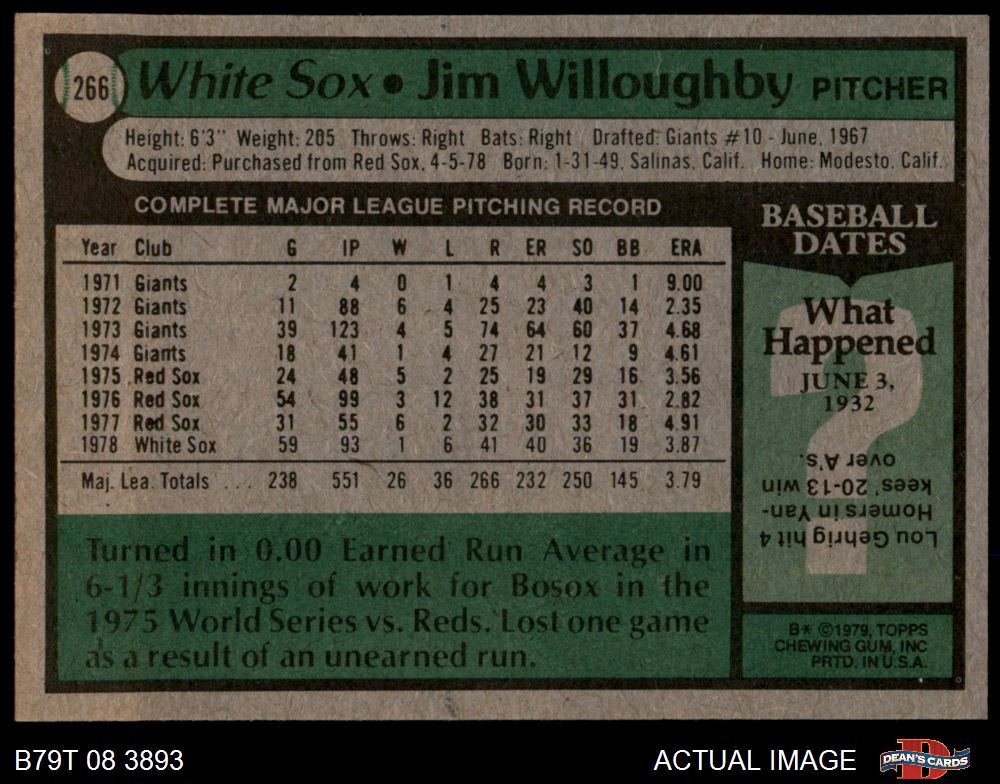 266 White Sox • Jim Willoughby PITCHER
Height: 6'3" Weight: 205 Throws: Right Bats: Right Drafted: Giants #10 - June, 1967
Acquired: Purchased from Red Sox, 4-5-78 Born: 1-31-49, Salinas, Calif. Home: Modesto, Calif.
COMPLETE MAJOR LEAGUE PITCHING RECORD
Year Club G IP W L R ER SO BB ERA
1971 Giants 2 4 0 1 4 4 3 1 9.00
1972 Giants 11 88 6 4 25 23 40 14 2.35
1973 Giants 39 123 4 5 74 64 60 37 4.68
1974 Giants 18 41 1 4 27 21 12 9 4.61
1975 Red Sox 24 48 5 2 25 19 29 16 3.56
1976 Red Sox 54 99 3 12 38 31 37 31 2.82
1977 Red Sox 31 55 6 2 32 30 33 18 4.91
1978 White Sox 59 93 1 6 41 40 36 19 3.87
Maj. Lea. Totals ... 238 551 26 36 266 232 250 145 3.79
Turned in 0.00 Earned Run Average in
6-1/3 innings of work for Bosox in the
1975 World Series vs. Reds. Lost one game
as a result of an unearned run.
BASEBALL
DATES
What
Happened
JUNE 3,
1932
?
Lou Gehrig hit 4
Homers in Yan-
kees' 20-13 win
over A's.
B* ©1979, TOPPS
CHEWING GUM, INC
PRTD. IN U.S.A.
B79T 08 3893
ACTUAL IMAGE
D
DEAN'S CARDS